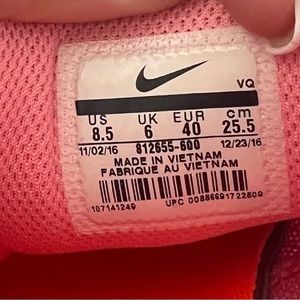 VQ
US UK EUR cm
8.5 6 40 25.5
11/02/16 812655-600 12/23/16
MADE IN VIETNAM
FABRIQUE AU VIETNAM
107141249 UPC 00886691722809